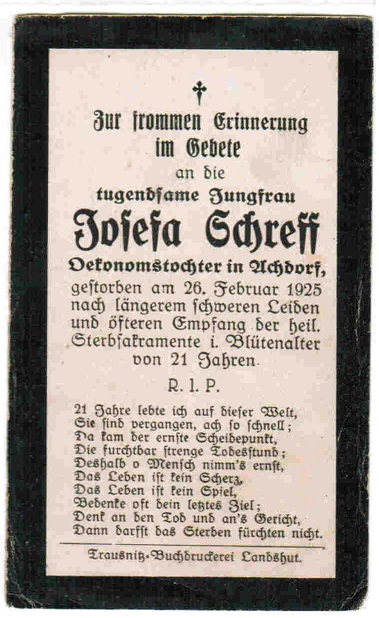 Zur frommen Erinnerung
im Gebete
an die
tugendsame Jungfrau
Josefa Schreff
Oekonomstochter in Achdorf,
gestorben am 26. Februar 1925
nach längerem schweren Leiden
und öfteren Empfang der heil.
Sterbsakramente i. Blütenalter
von 21 Jahren.
R. I. P.
21 Jahre lebte ich auf dieser Welt,
Sie sind vergangen, ach so schnell;
Da kam der ernste Scheidepunkt,
Die furchtbar strenge Todesstund;
Deshalb o Mensch nimm's ernst,
Das Leben ist kein Scherz,
Das Leben ist kein Spiel,
Bedenke oft dein letztes Ziel;
Denk an den Tod und an's Gericht,
Dann darfst das Sterben fürchten nicht.
Trausnitz-Buchdruckerei Landshut.